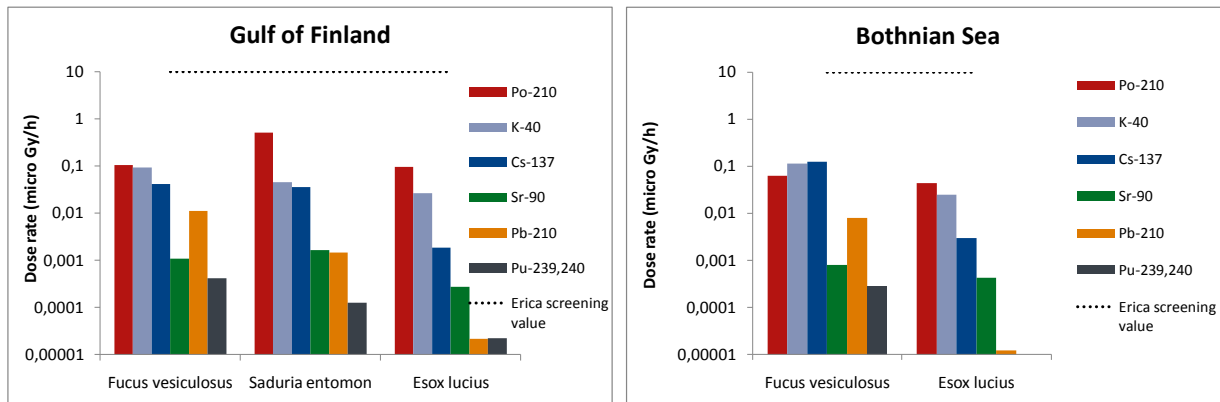 Gulf of Finland
Dose rate (micro Gy/h)
10
1
0,1
0,01
0,001
0,0001
0,00001
Fucus vesiculosus
Saduria entomon
Esox lucius
Po-210
K-40
Cs-137
Sr-90
Pb-210
Pu-239,240
Erica screening
value
Bothnian Sea
Dose rate (micro Gy/h)
10
1
0,1
0,01
0,001
0,0001
0,00001
Fucus vesiculosus
Esox lucius
Po-210
K-40
Cs-137
Sr-90
Pb-210
Pu-239,240
Erica screening
value